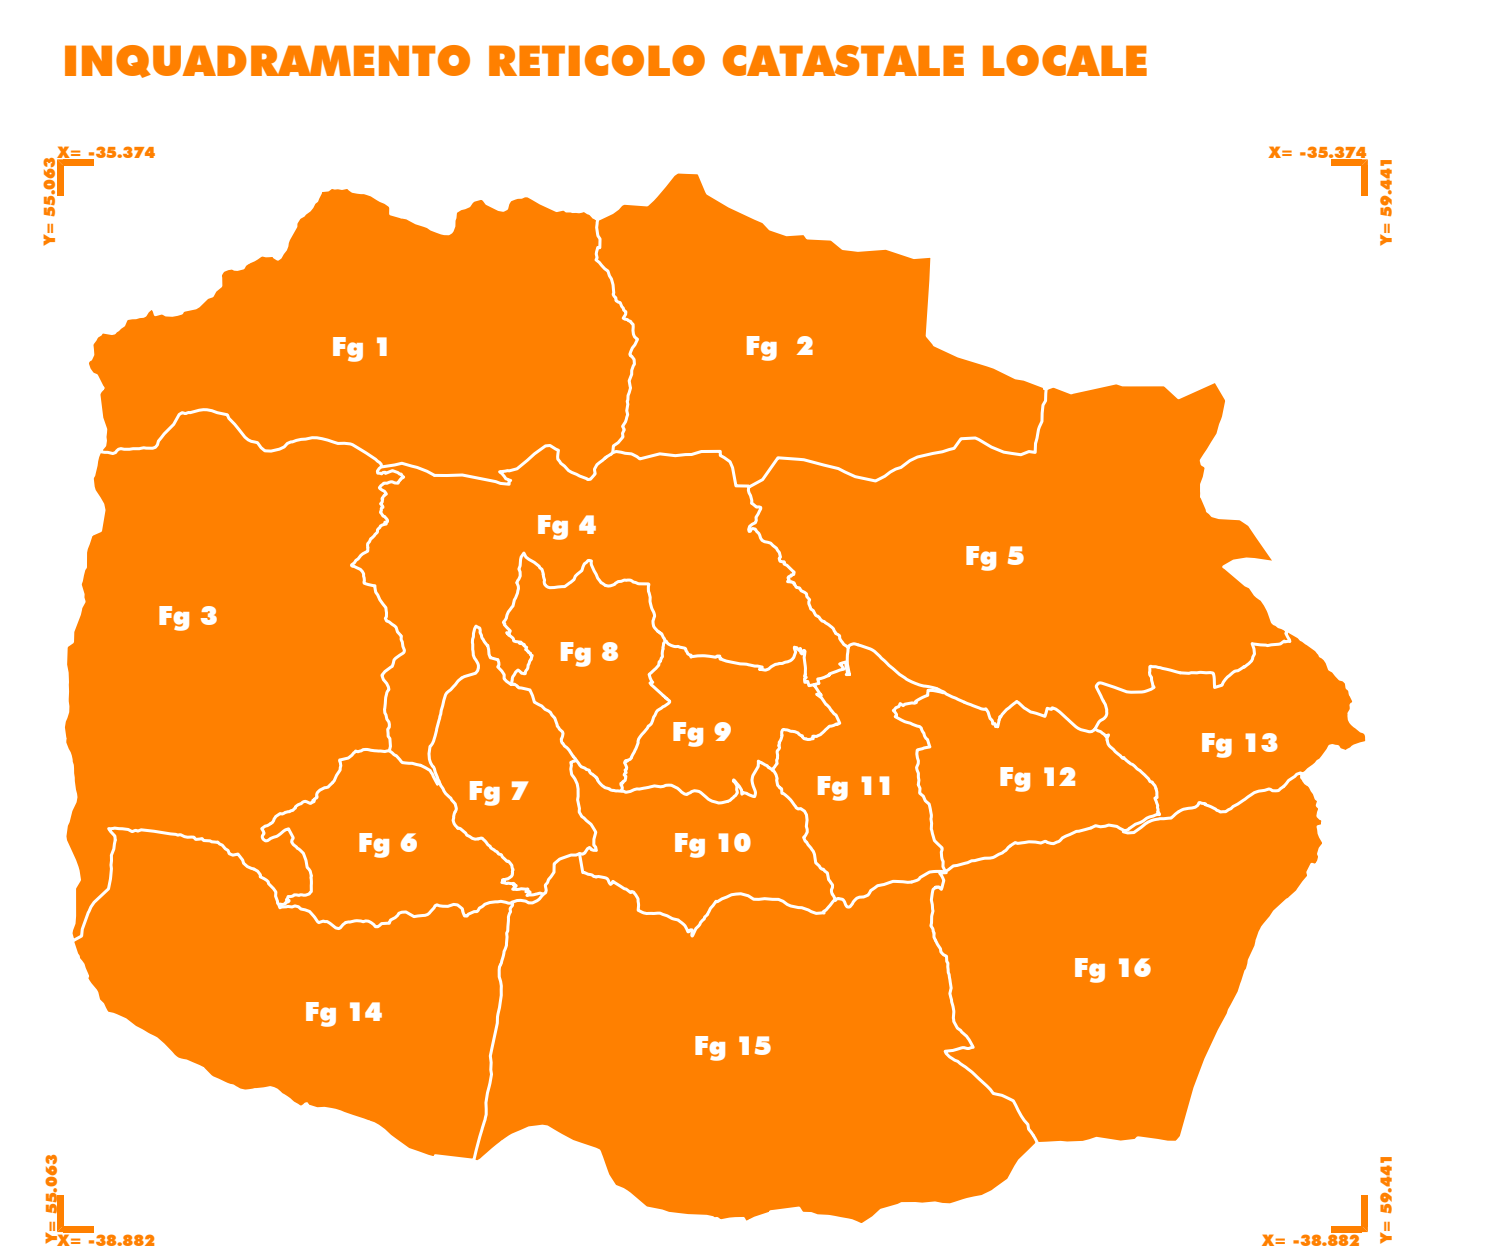 INQUADRAMENTO RETICOLO CATASTALE LOCALE
X= -35.374
X= -35.374
Y= 55.063
Y= 59.441
Fg 1
Fg 2
Fg 4
Fg 5
Fg 3
Fg 8
Fg 9
Fg 13
Fg 12
Fg 11
Fg 7
Fg 6
Fg 10
Fg 16
Fg 14
Fg 15
Y= 55.063
Y= 59.441
X= -38.882
X= -38.882